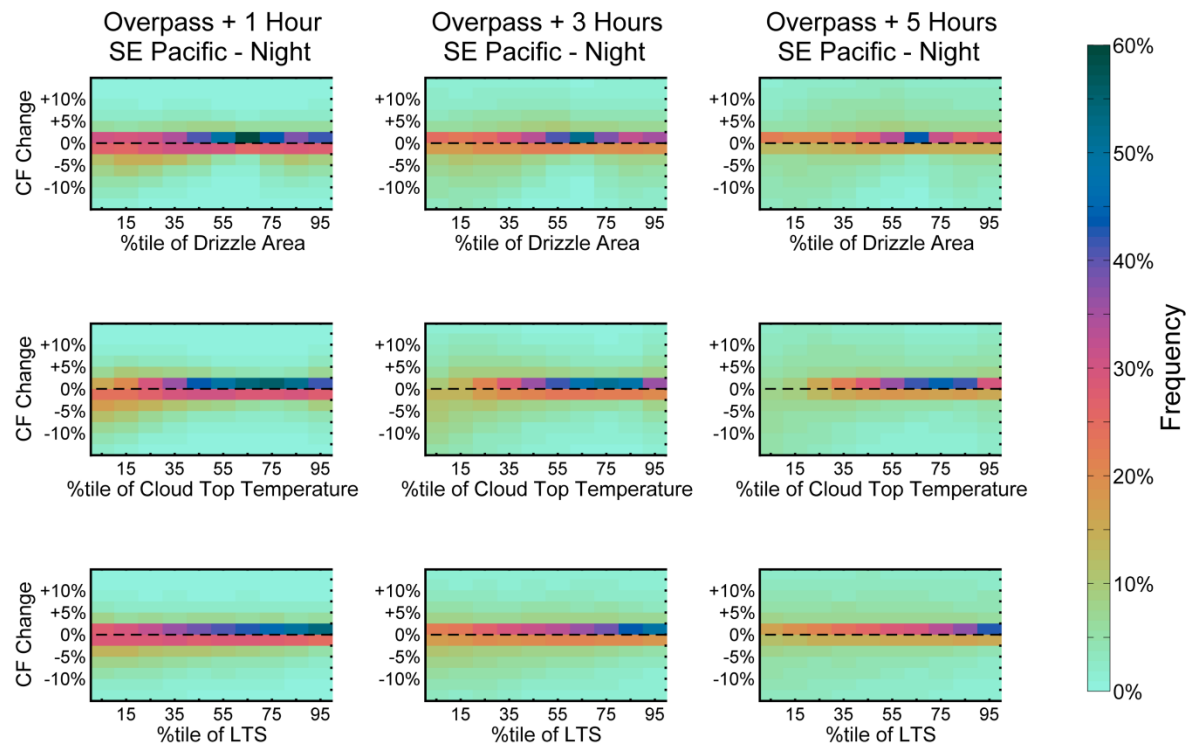 Overpass + 1 Hour
SE Pacific - Night
Overpass + 3 Hours
SE Pacific - Night
Overpass + 5 Hours
SE Pacific - Night
CF Change
+10%
+5%
0%
-5%
-10%
15 35 55 75 95
%tile of Drizzle Area
+10%
+5%
0%
-5%
-10%
15 35 55 75 95
%tile of Drizzle Area
+10%
+5%
0%
-5%
-10%
15 35 55 75 95
%tile of Drizzle Area
CF Change
+10%
+5%
0%
-5%
-10%
15 35 55 75 95
%tile of Cloud Top Temperature
+10%
+5%
0%
-5%
-10%
15 35 55 75 95
%tile of Cloud Top Temperature
+10%
+5%
0%
-5%
-10%
15 35 55 75 95
%tile of Cloud Top Temperature
CF Change
+10%
+5%
0%
-5%
-10%
15 35 55 75 95
%tile of LTS
+10%
+5%
0%
-5%
-10%
15 35 55 75 95
%tile of LTS
+10%
+5%
0%
-5%
-10%
15 35 55 75 95
%tile of LTS
60%
50%
40%
30%
20%
10%
0%
Frequency